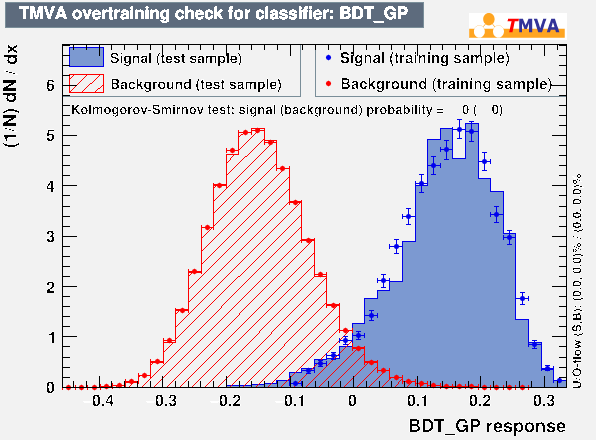 TMVA overtraining check for classifier: BDT_GP
TMVA
Signal (test sample)
Background (test sample)
Signal (training sample)
Background (training sample)
Kolmogorov-Smirnov test: signal (background) probability = 0 ( 0)
(1/N) dN / dx
6
5
4
3
2
1
0
-0.4 -0.3 -0.2 -0.1 0 0.1 0.2 0.3
BDT_GP response
U/O-flow (S,B): (0.0, 0.0)% / (0.0, 0.0)%